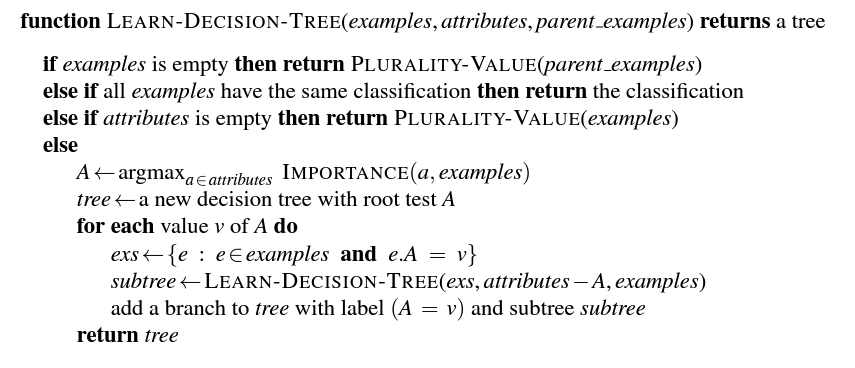 function LEARN-DECISION-TREE(examples, attributes, parent_examples) returns a tree
if examples is empty then return PLURALITY-VALUE(parent_examples)
else if all examples have the same classification then return the classification
else if attributes is empty then return PLURALITY-VALUE(examples)
else
A ← argmax a ∈ attributes IMPORTANCE(a, examples)
tree ← a new decision tree with root test A
for each value v of A do
exs ← {e : e ∈ examples and e.A = v}
subtree ← LEARN-DECISION-TREE(exs, attributes − A, examples)
add a branch to tree with label (A = v) and subtree subtree
return tree